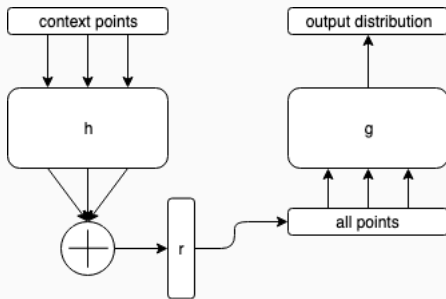 context points
output distribution
h
g
r
all points